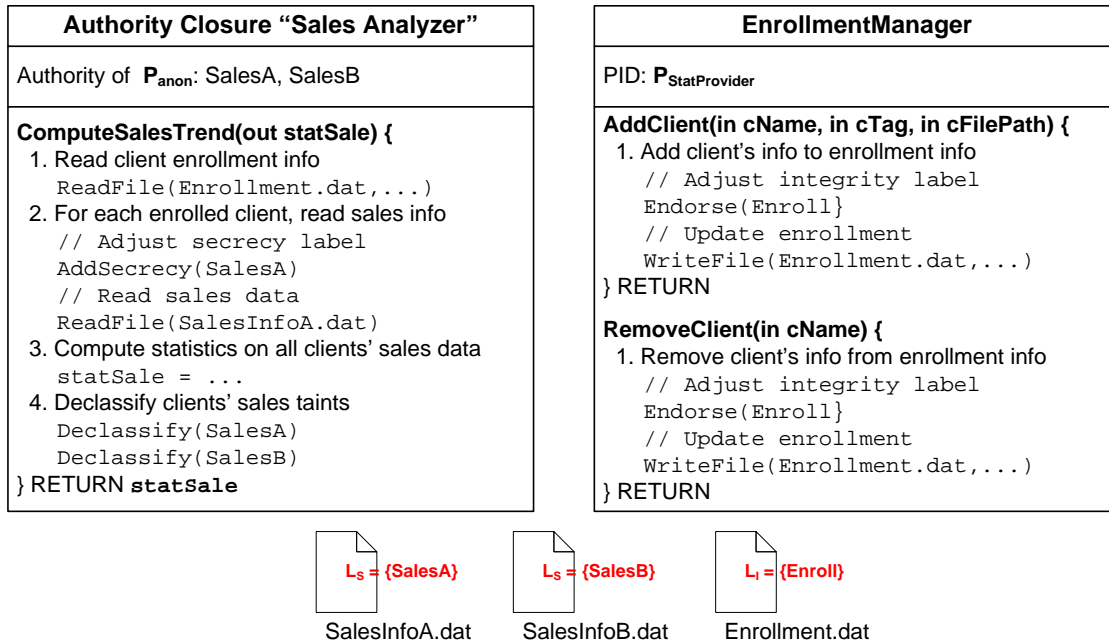 Authority Closure “Sales Analyzer”
Authority of P_anon: SalesA, SalesB
ComputeSalesTrend(out statSale) {
1. Read client enrollment info
ReadFile(Enrollment.dat,...)
2. For each enrolled client, read sales info
// Adjust secrecy label
AddSecrecy(SalesA)
// Read sales data
ReadFile(SalesInfoA.dat)
3. Compute statistics on all clients’ sales data
statSale = ...
4. Declassify clients’ sales taints
Declassify(SalesA)
Declassify(SalesB)
} RETURN statSale
EnrollmentManager
PID: P_StatProvider
AddClient(in cName, in cTag, in cFilePath) {
1. Add client’s info to enrollment info
// Adjust integrity label
Endorse(Enroll}
// Update enrollment
WriteFile(Enrollment.dat,...)
} RETURN
RemoveClient(in cName) {
1. Remove client’s info from enrollment info
// Adjust integrity label
Endorse(Enroll}
// Update enrollment
WriteFile(Enrollment.dat,...)
} RETURN
L_S = {SalesA}
SalesInfoA.dat
L_S = {SalesB}
SalesInfoB.dat
L_I = {Enroll}
Enrollment.dat